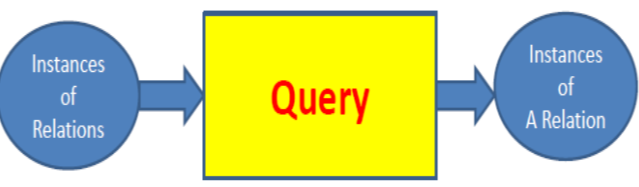 Instances
of
Relations
Query
Instances
of
A Relation